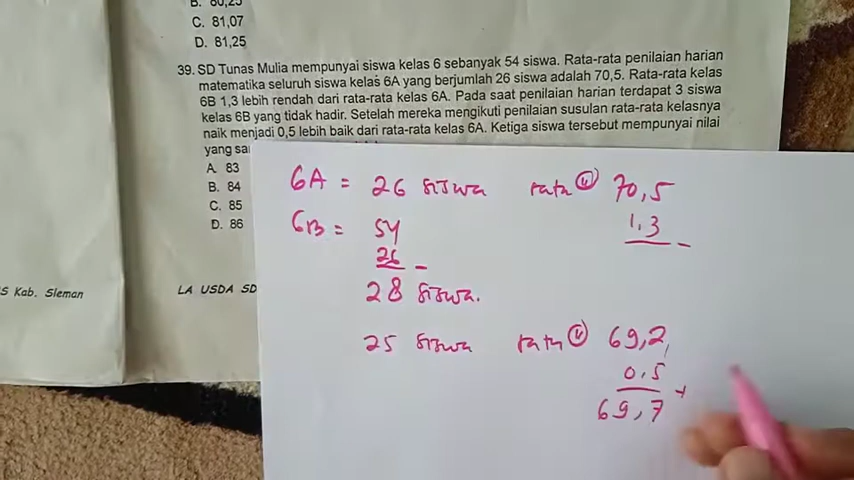 B. 80,25
C. 81,07
D. 81,25
39. SD Tunas Mulia mempunyai siswa kelas 6 sebanyak 54 siswa. Rata-rata penilaian harian
matematika seluruh siswa kelas 6A yang berjumlah 26 siswa adalah 70,5. Rata-rata kelas
6B 1,3 lebih rendah dari rata-rata kelas 6A. Pada saat penilaian harian terdapat 3 siswa
kelas 6B yang tidak hadir. Setelah mereka mengikuti penilaian susulan rata-rata kelasnya
naik menjadi 0,5 lebih baik dari rata-rata kelas 6A. Ketiga siswa tersebut mempunyai nilai
yang
A. 83
B. 84
C. 85
D. 86
6A = 26 siswa rata 70,5
6B = 54 1,3
26 -
28 siswa.
25 siswa rata 69,2
0,5
69,7 +
S Kab. Sleman
LA USDA SD